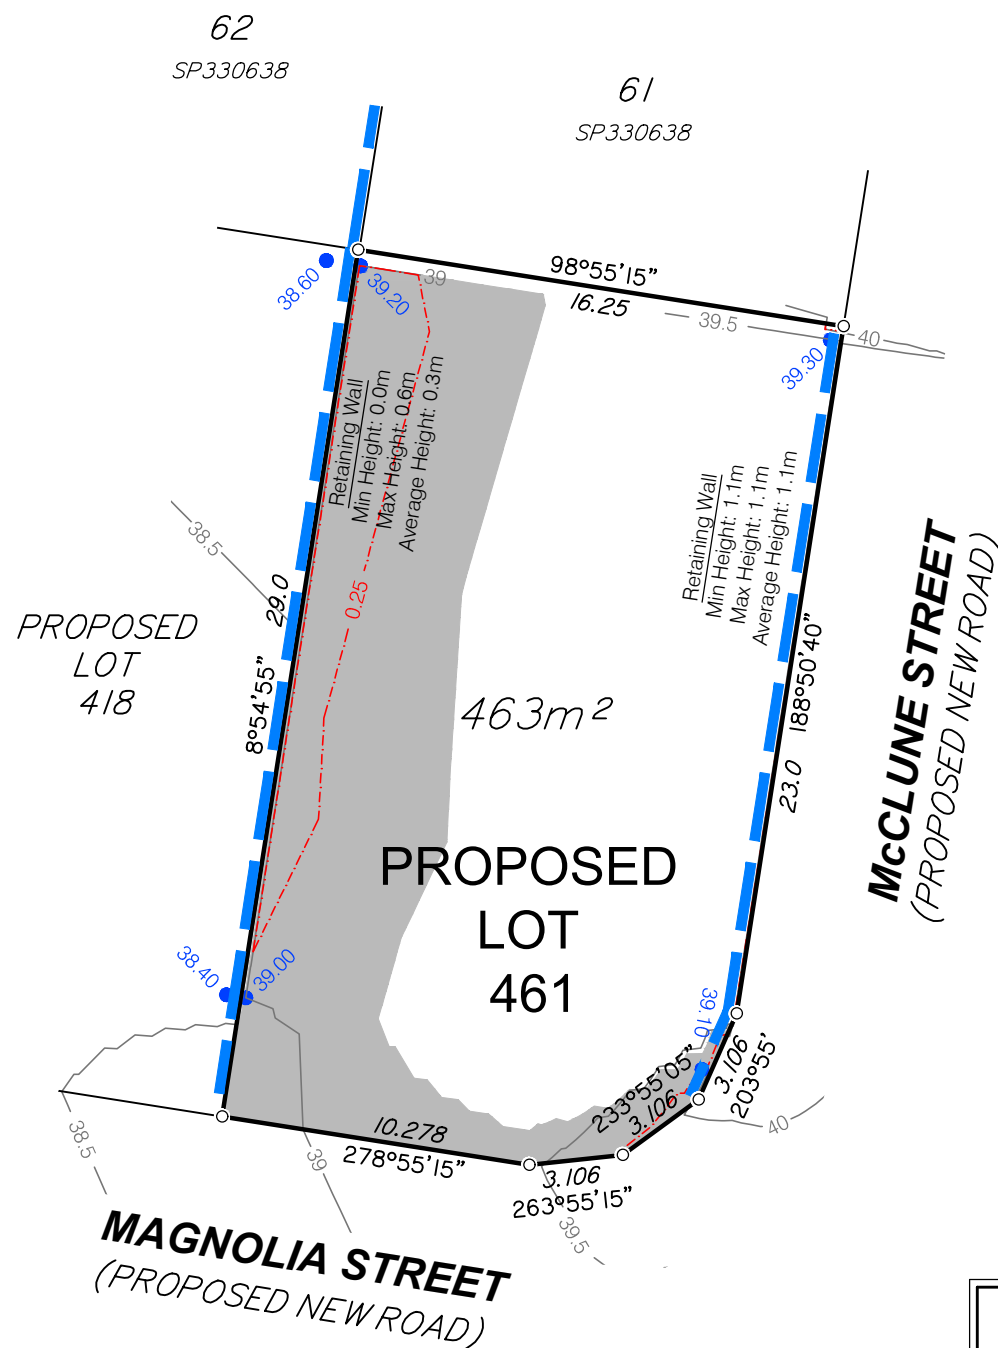 62
SP330638
61
SP330638
98°55'15"
16.25
38.60
39.20
39
39.5
40
39.30
Retaining Wall
Min Height: 0.0m
Max Height: 0.6m
Average Height: 0.3m
Retaining Wall
Min Height: 1.1m
Max Height: 1.1m
Average Height: 1.1m
38.5
29.0
8°54'55"
0.25
PROPOSED
LOT
418
463m²
188°50'40"
23.0
McCLUNE STREET
(PROPOSED NEW ROAD)
PROPOSED
LOT
461
38.40
39.00
39.10
3.106
203°55'
233°55'05"
3.106
40
10.278
278°55'15"
3.106
263°55'15"
38.5
39
39.5
MAGNOLIA STREET
(PROPOSED NEW ROAD)